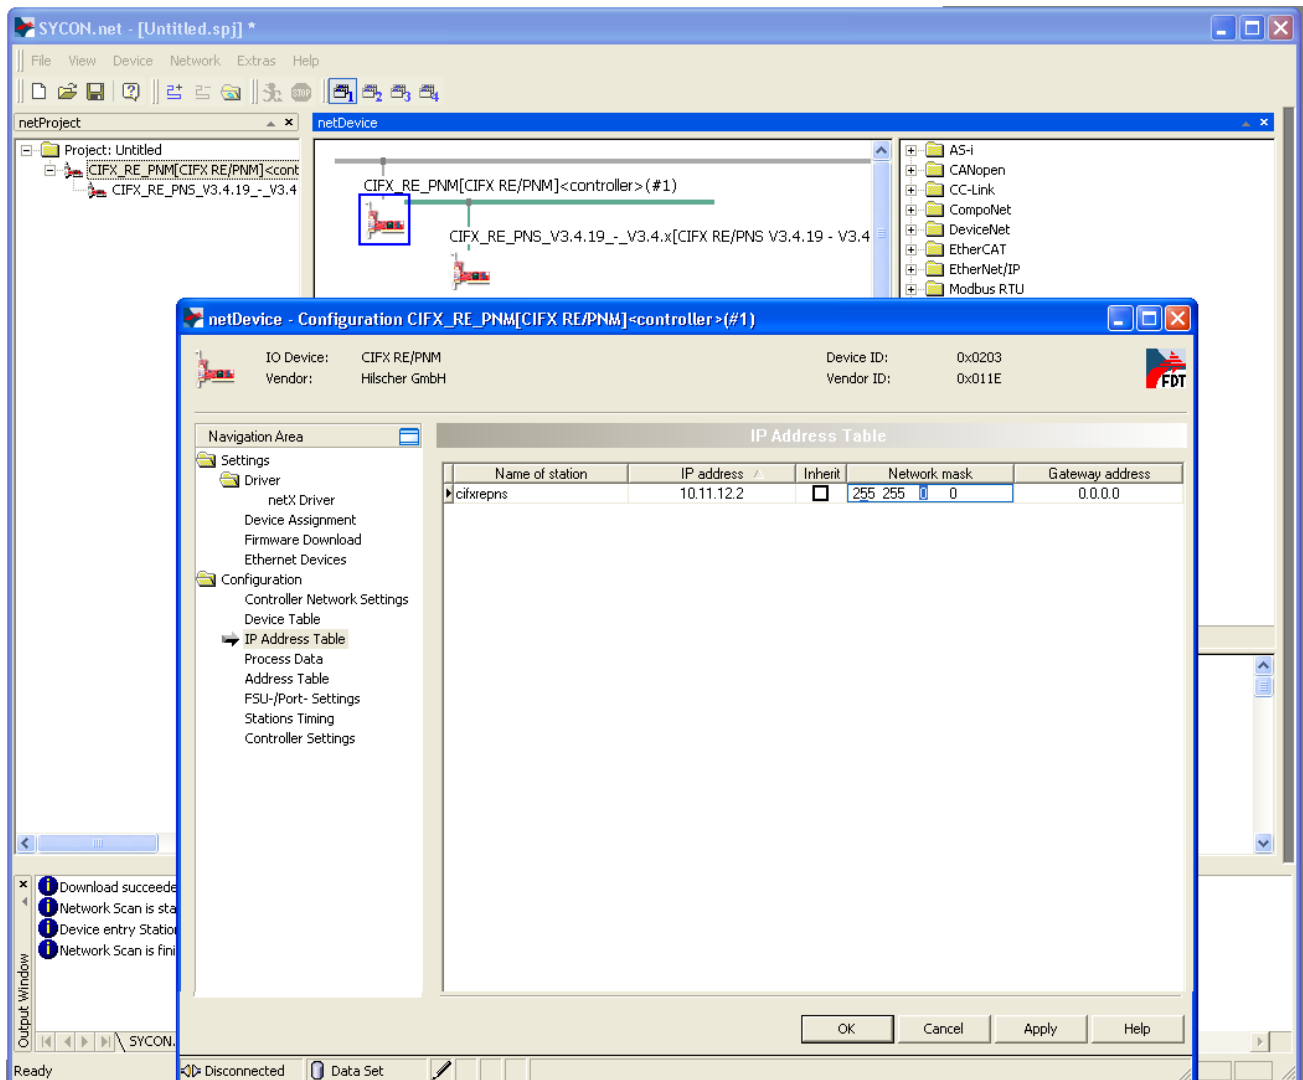 SYCON.net - [Untitled.spj] *
File View Device Network Extras Help
STOP 1 2 3 4
netProject
netDevice
Project: Untitled
CIFX_RE_PNM[CIFX RE/PNM]<cont
CIFX_RE_PNS_V3.4.19_-_V3.4
CIFX_RE_PNM[CIFX RE/PNM]<controller>(#1)
CIFX_RE_PNS_V3.4.19_-_V3.4.x[CIFX RE/PNS V3.4.19 - V3.4
AS-i
CANopen
CC-Link
CompoNet
DeviceNet
EtherCAT
EtherNet/IP
Modbus RTU
netDevice - Configuration CIFX_RE_PNM[CIFX RE/PNM]<controller>(#1)
IO Device: CIFX RE/PNM Device ID: 0x0203
Vendor: Hilscher GmbH Vendor ID: 0x011E
FDT
Navigation Area
Settings
Driver
netX Driver
Device Assignment
Firmware Download
Ethernet Devices
Configuration
Controller Network Settings
Device Table
IP Address Table
Process Data
Address Table
FSU-/Port- Settings
Stations Timing
Controller Settings
IP Address Table
Name of station IP address Inherit Network mask Gateway address
cifxrepns 10.11.12.2 255 255 0 0 0.0.0.0
OK Cancel Apply Help
Disconnected Data Set
Output Window
Download succeede
Network Scan is sta
Device entry Station
Network Scan is fini
SYCON.
Ready